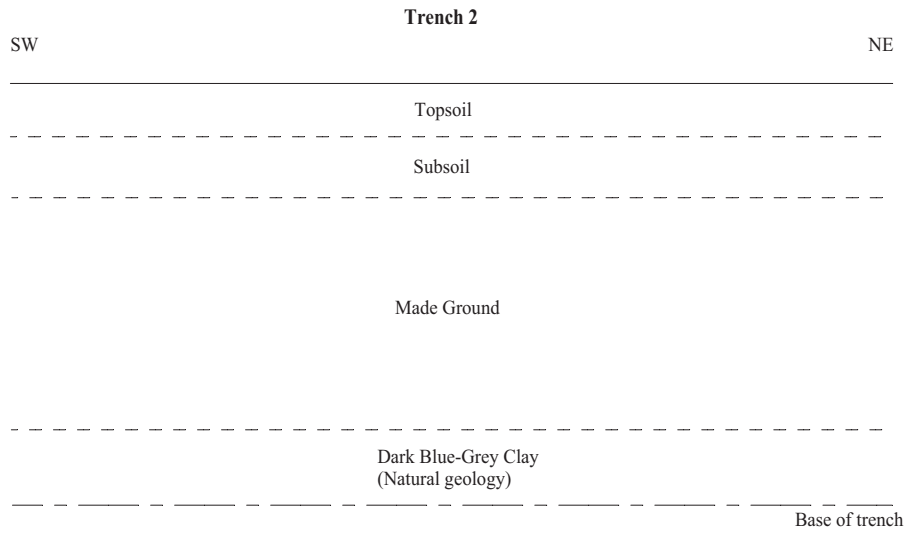 Trench 2
SW NE
Topsoil
Subsoil
Made Ground
Dark Blue-Grey Clay
(Natural geology)
Base of trench